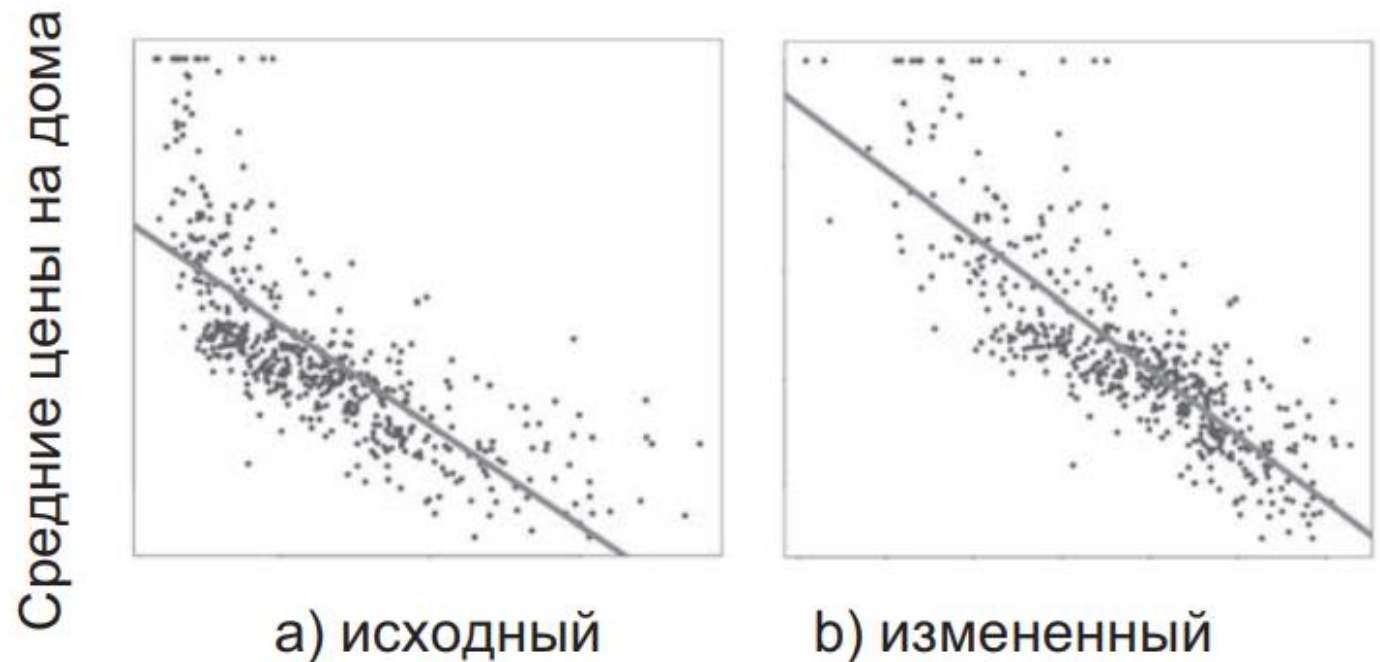 Средние цены на дома
a) исходный
b) измененный